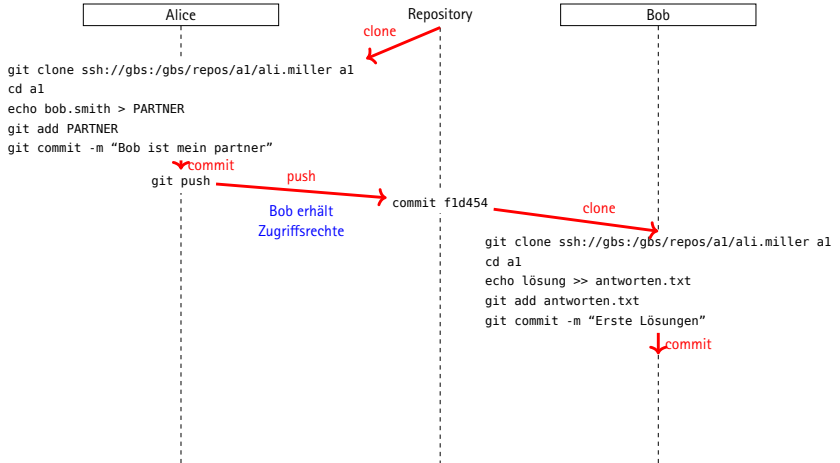 Alice
Repository
Bob
clone
git clone ssh://gbs:/gbs/repos/a1/ali.miller a1
cd a1
echo bob.smith > PARTNER
git add PARTNER
git commit -m “Bob ist mein partner”
commit
git push
push
commit f1d454
Bob erhält
Zugriffsrechte
clone
git clone ssh://gbs:/gbs/repos/a1/ali.miller a1
cd a1
echo lösung >> antworten.txt
git add antworten.txt
git commit -m “Erste Lösungen”
commit